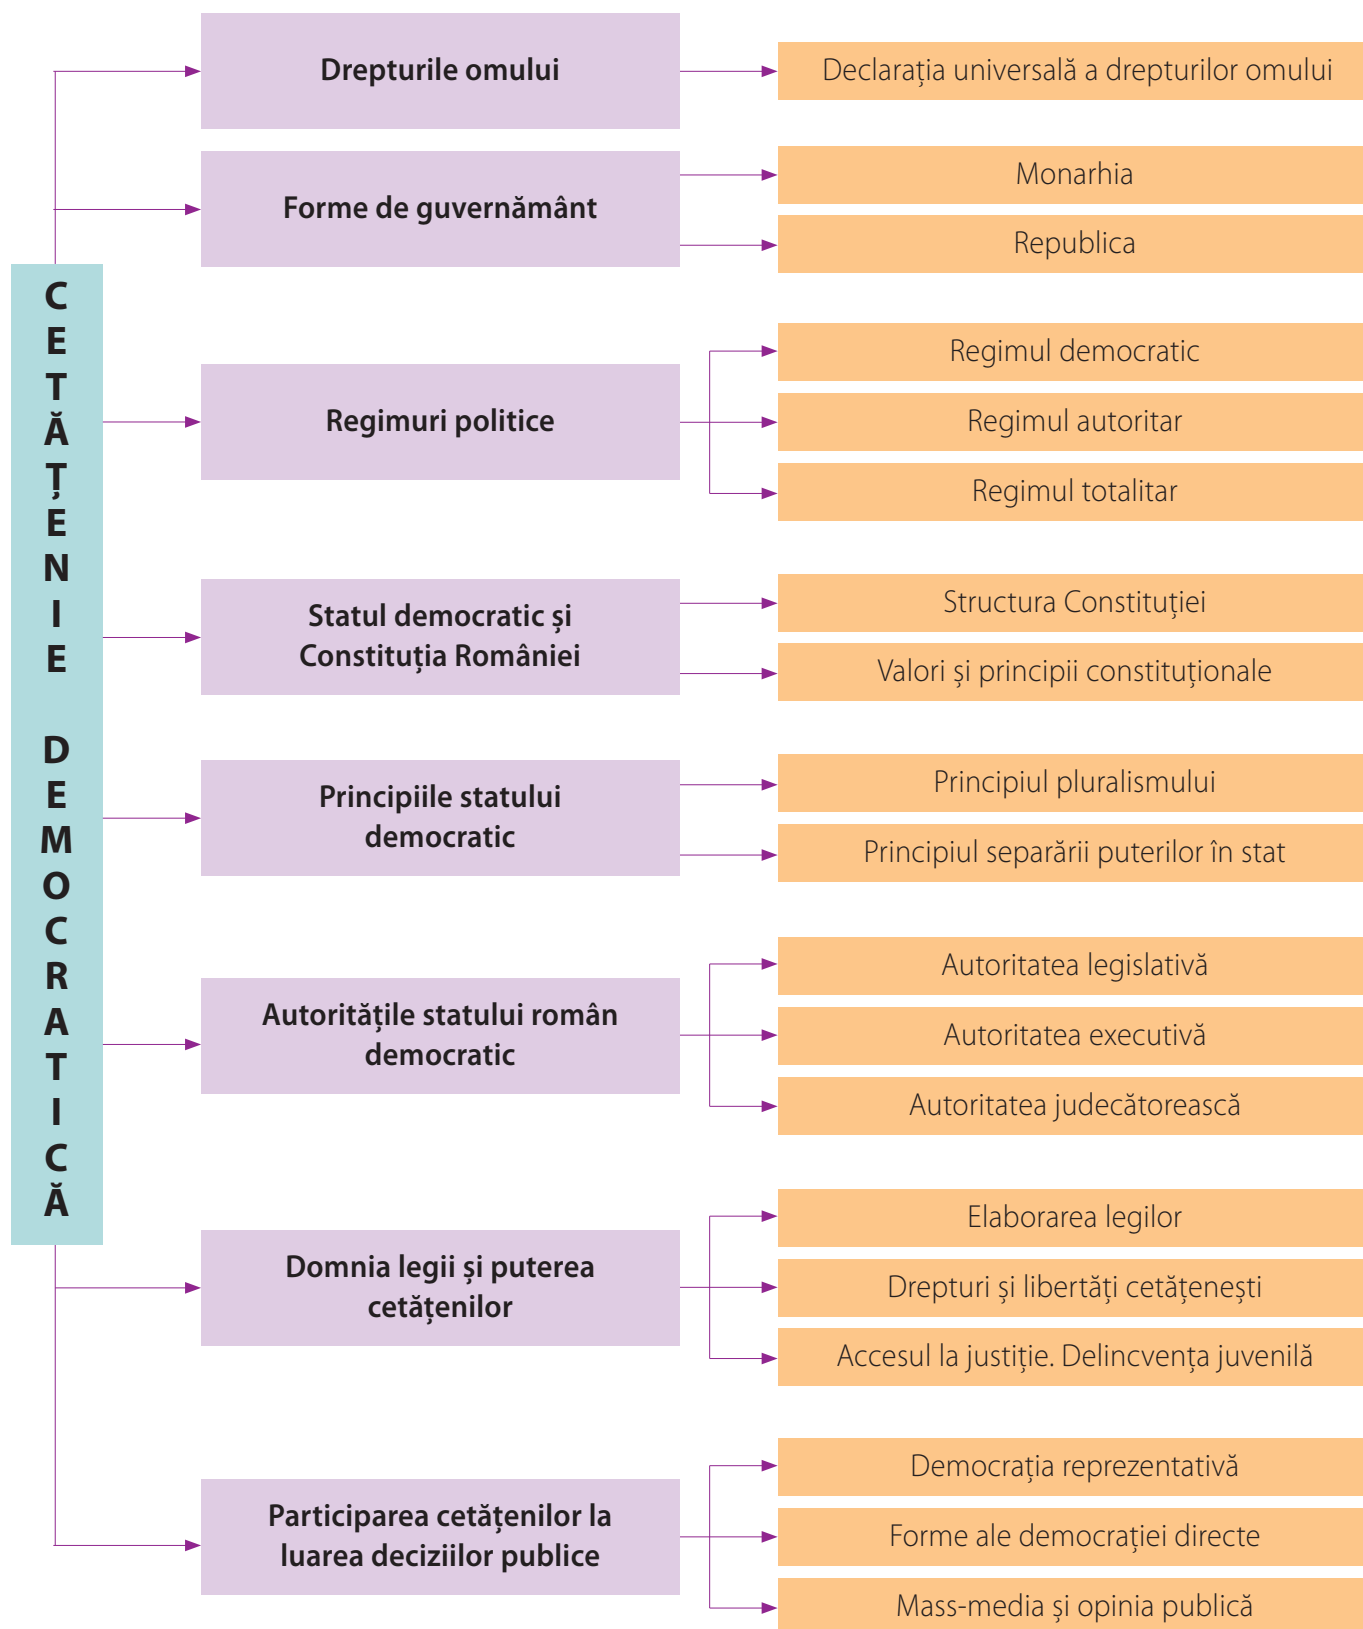 CETĂȚENIE DEMOCRATICĂ
Drepturile omului
Declarația universală a drepturilor omului
Forme de guvernământ
Monarhia
Republica
Regimuri politice
Regimul democratic
Regimul autoritar
Regimul totalitar
Statul democratic și
Constituția României
Structura Constituției
Valori și principii constituționale
Principiile statului
democratic
Principiul pluralismului
Principiul separării puterilor în stat
Autoritățile statului român
democratic
Autoritatea legislativă
Autoritatea executivă
Autoritatea judecătorească
Domnia legii și puterea
cetățenilor
Elaborarea legilor
Drepturi și libertăți cetățenești
Accesul la justiție. Delincvența juvenilă
Participarea cetățenilor la
luarea deciziilor publice
Democrația reprezentativă
Forme ale democrației directe
Mass-media și opinia publică